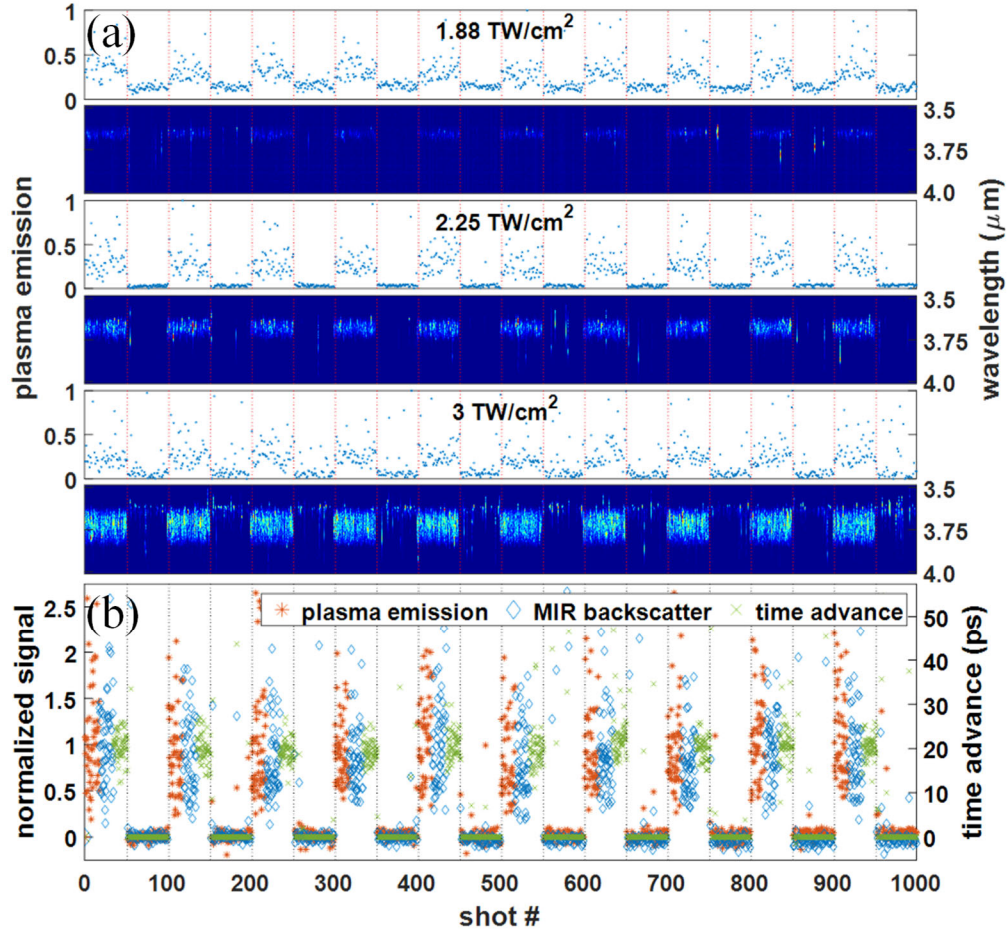 (a)
1.88 TW/cm²
1
0.5
0
3.5
3.75
4.0
2.25 TW/cm²
1
0.5
0
3.5
3.75
4.0
3 TW/cm²
1
0.5
0
3.5
3.75
4.0
plasma emission
wavelength (μm)
(b)
plasma emission
MIR backscatter
time advance
2.5
2
1.5
1
0.5
0
normalized signal
50
40
30
20
10
0
time advance (ps)
0 100 200 300 400 500 600 700 800 900 1000
shot #